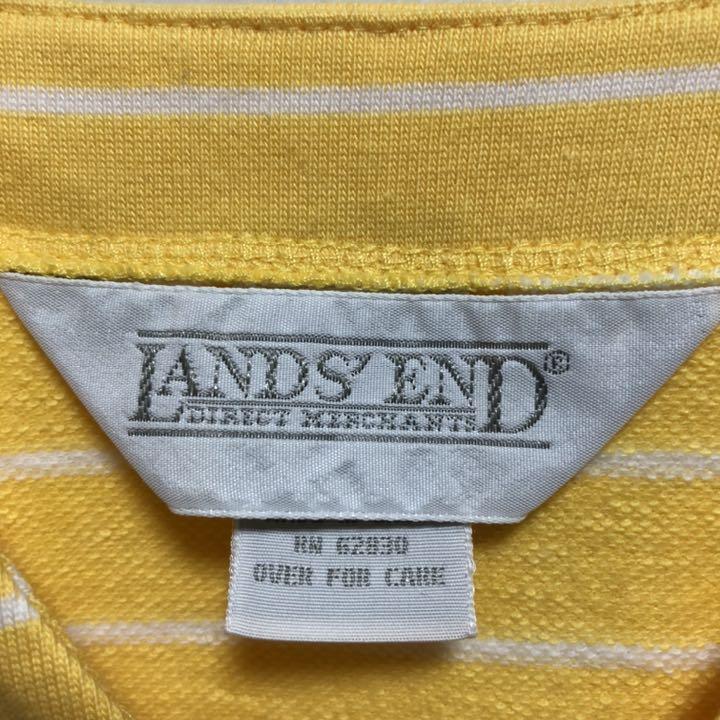 LANDS' END®
DIRECT MERCHANTS
RN 62830
OVER FOR CARE